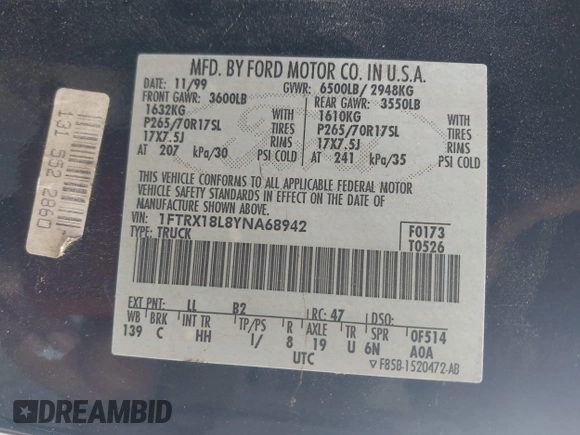 MFD. BY FORD MOTOR CO. IN U.S.A.
DATE: 11/99 GVWR: 6500LB/ 2948KG
FRONT GAWR: 3600LB REAR GAWR: 3550LB
1632KG WITH 1610KG WITH
P265/70R17SL TIRES P265/70R17SL TIRES
17X7.5J RIMS 17X7.5J RIMS
AT 207 kPa/30 PSI COLD AT 241 kPa/35 PSI COLD
THIS VEHICLE CONFORMS TO ALL APPLICABLE FEDERAL MOTOR
VEHICLE SAFETY STANDARDS IN EFFECT ON THE DATE OF
MANUFACTURE SHOWN ABOVE.
VIN: 1FTRX18L8YNA68942 F0173
TYPE: TRUCK T0526
EXT PNT: LL B2 RC: 47 DSO:
WB BRK INT TR TP/PS R AXLE TR SPR 0F514
139 C HH I/ 8 19 U 6N A0A
UTC ▽F85B-1520472-AB
131 552 2860
DREAMBID